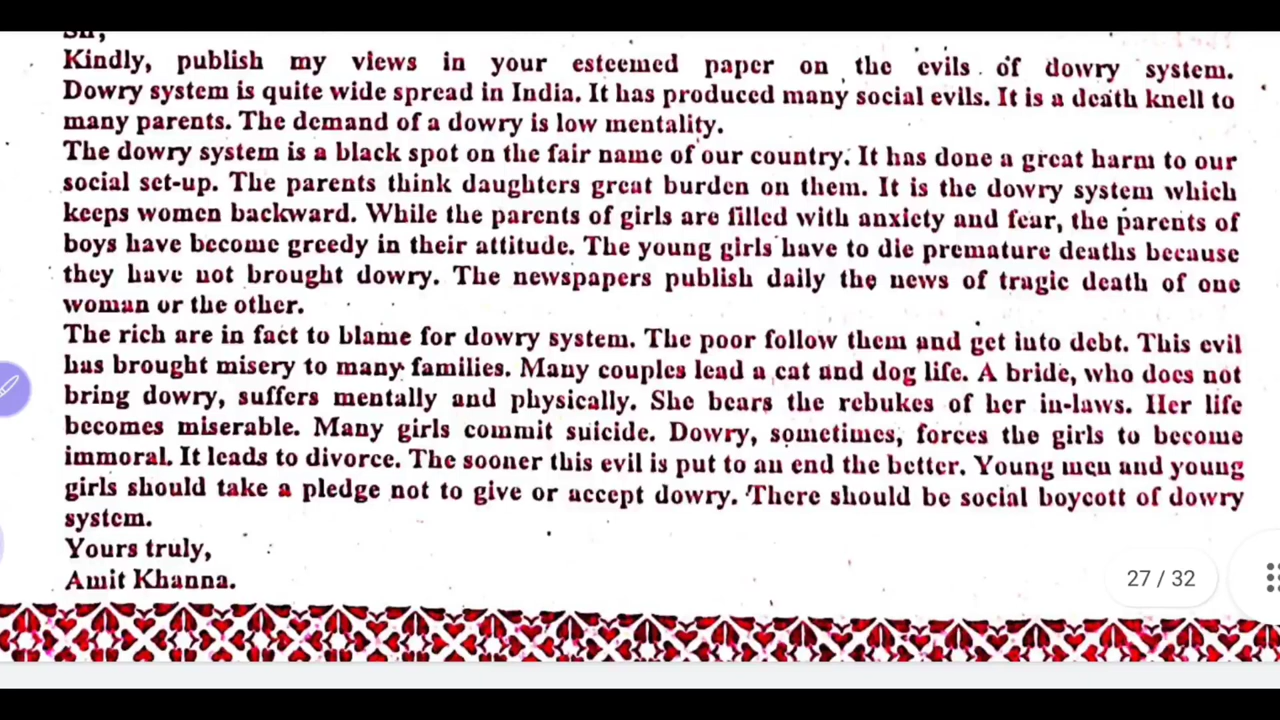 Sir,
Kindly, publish my views in your esteemed paper on the evils of dowry system.
Dowry system is quite wide spread in India. It has produced many social evils. It is a death knell to
many parents. The demand of a dowry is low mentality.
The dowry system is a black spot on the fair name of our country. It has done a great harm to our
social set-up. The parents think daughters great burden on them. It is the dowry system which
keeps women backward. While the parents of girls are filled with anxiety and fear, the parents of
boys have become greedy in their attitude. The young girls have to die premature deaths because
they have not brought dowry. The newspapers publish daily the news of tragic death of one
woman or the other.
The rich are in fact to blame for dowry system. The poor follow them and get into debt. This evil
has brought misery to many families. Many couples lead a cat and dog life. A bride, who does not
bring dowry, suffers mentally and physically. She bears the rebukes of her in-laws. Her life
becomes miserable. Many girls commit suicide. Dowry, sometimes, forces the girls to become
immoral. It leads to divorce. The sooner this evil is put to an end the better. Young men and young
girls should take a pledge not to give or accept dowry. There should be social boycott of dowry
system.
Yours truly,
Amit Khanna.
27 / 32